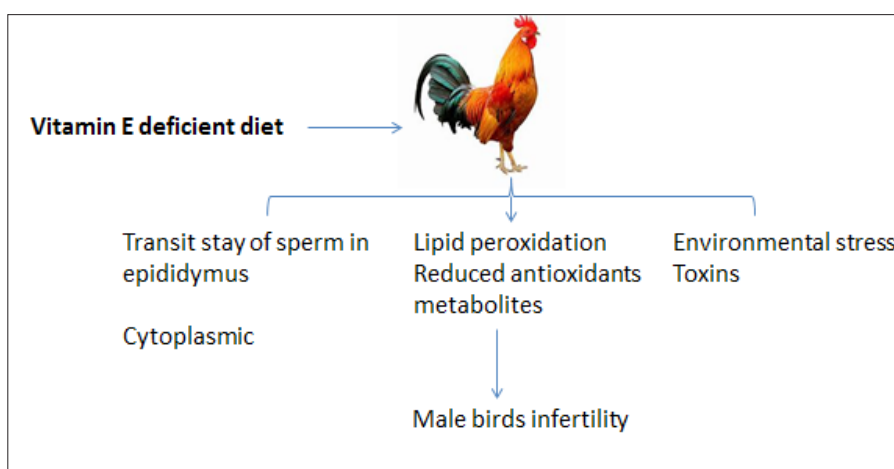 Vitamin E deficient diet
Transit stay of sperm in
epididymus
Cytoplasmic
Lipid peroxidation
Reduced antioxidants
metabolites
Environmental stress
Toxins
Male birds infertility